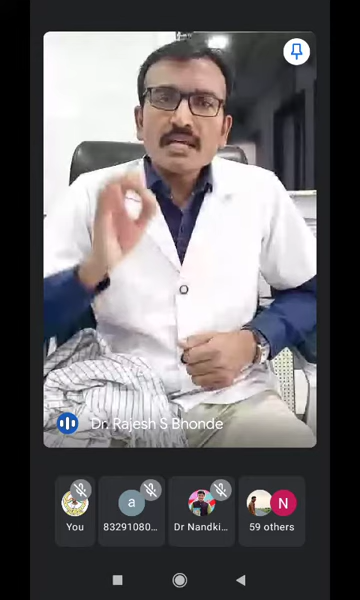 Dr. Rajesh S Bhonde
a
N
You
83291080...
Dr Nandki...
59 others